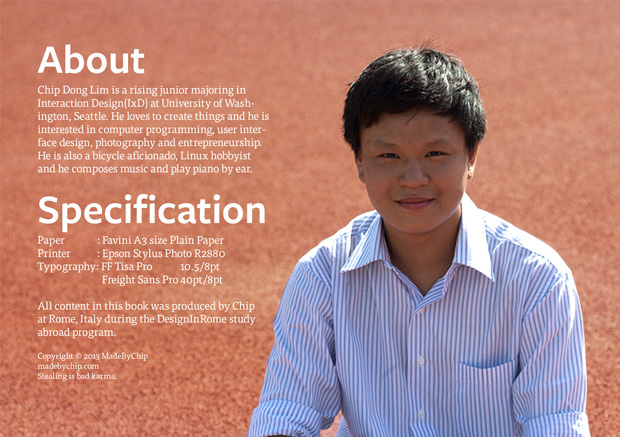 About
Chip Dong Lim is a rising junior majoring in
Interaction Design(IxD) at University of Wash-
ington, Seattle. He loves to create things and he is
interested in computer programming, user inter-
face design, photography and entrepreneurship.
He is also a bicycle aficionado, Linux hobbyist
and he composes music and play piano by ear.
Specification
Paper : Favini A3 size Plain Paper
Printer : Epson Stylus Photo R2880
Typography: FF Tisa Pro 10.5/8pt
Freight Sans Pro 40pt/8pt
All content in this book was produced by Chip
at Rome, Italy during the DesignInRome study
abroad program.
Copyright © 2013 MadeByChip
madebychip.com
Stealing is bad karma.